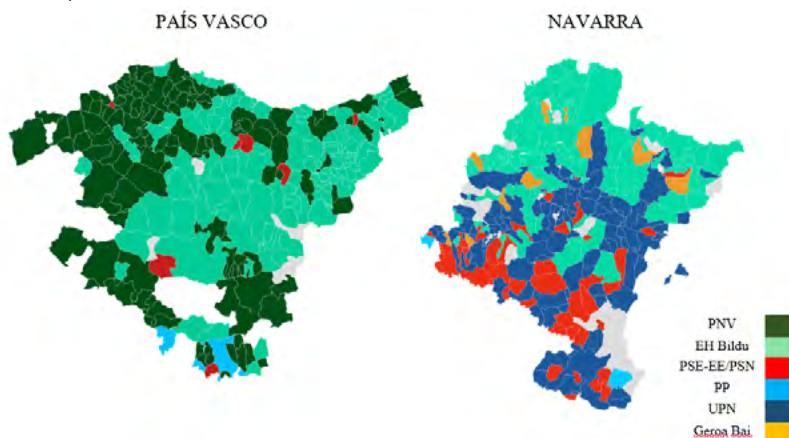 PAÍS VASCO
NAVARRA
PNV
EH Bildu
PSE-EE/PSN
PP
UPN
Geroa Bai